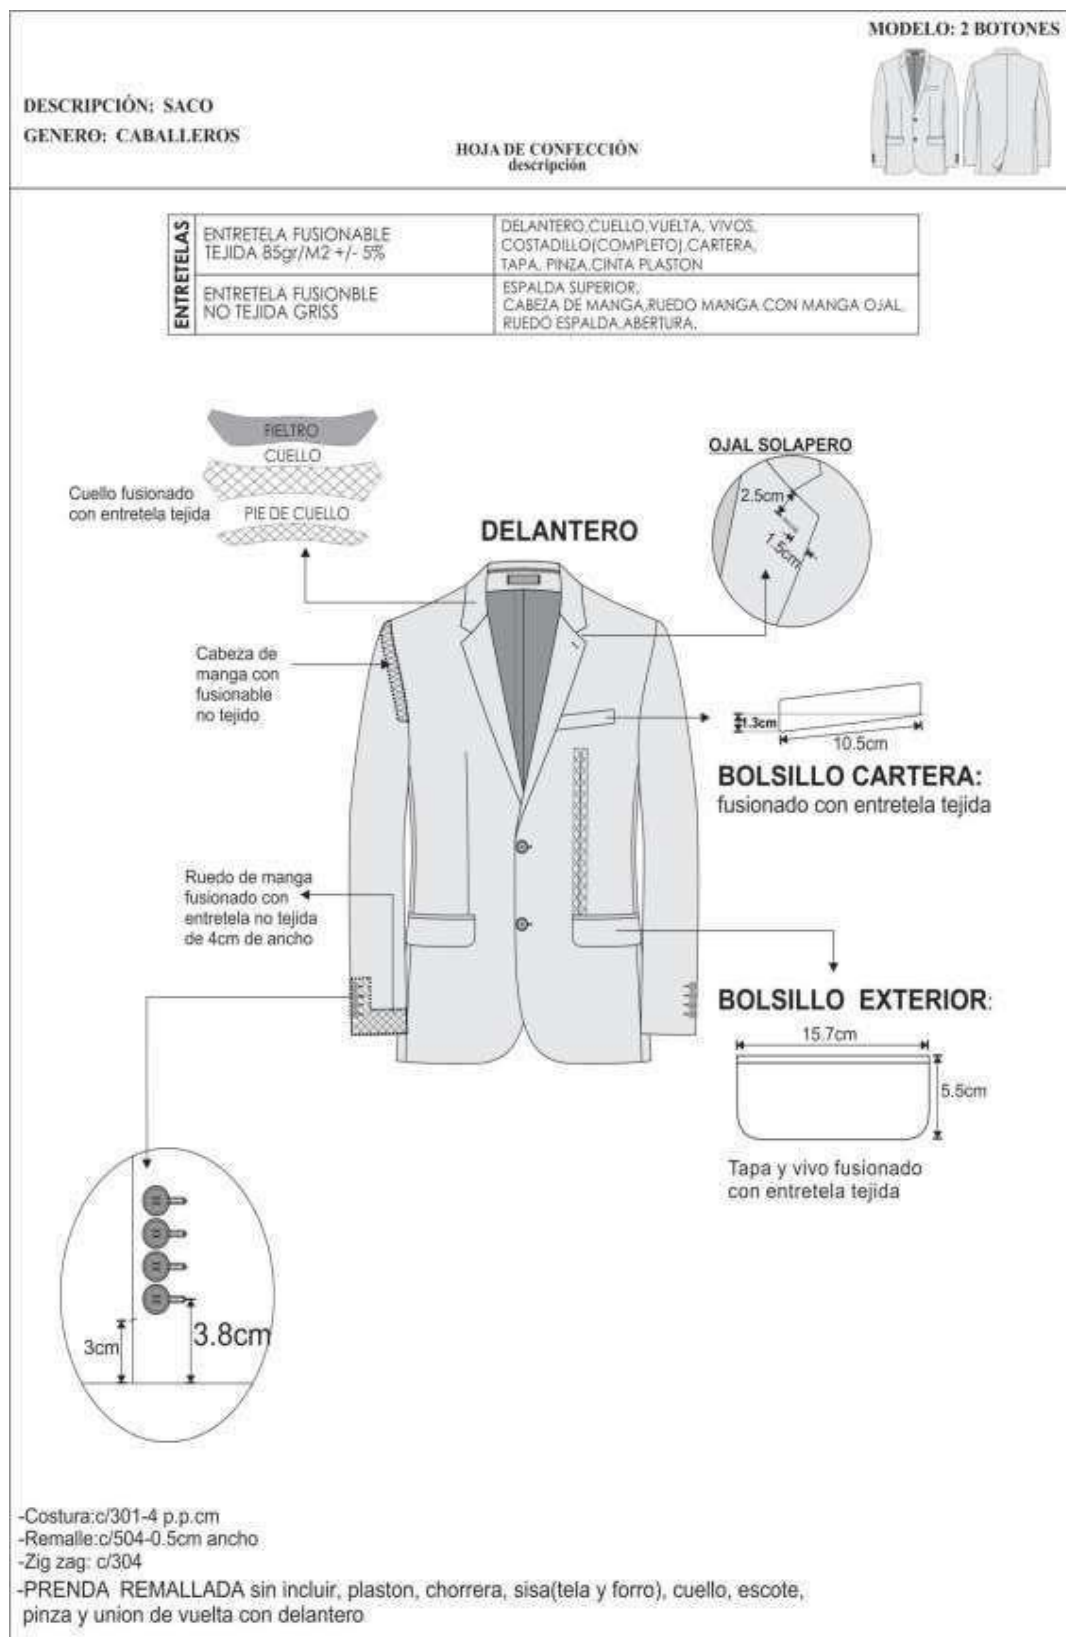 MODELO: 2 BOTONES
DESCRIPCIÓN: SACO
GENERO: CABALLEROS
HOJA DE CONFECCIÓN
descripción
ENTRETELAS
ENTRETELA FUSIONABLE
TEJIDA 85gr/M2 +/- 5%
DELANTERO,CUELLO,VUELTA, VIVOS,
COSTADILLO(COMPLETO),CARTERA,
TAPA, PINZA,CINTA PLASTON
ENTRETELA FUSIONBLE
NO TEJIDA GRISS
ESPALDA SUPERIOR,
CABEZA DE MANGA,RUEDO MANGA CON MANGA OJAL,
RUEDO ESPALDA,ABERTURA,
FIELTRO
CUELLO
Cuello fusionado
con entretela tejida
PIE DE CUELLO
DELANTERO
OJAL SOLAPERO
2.5cm
1.5cm
Cabeza de
manga con
fusionable
no tejido
1.3cm
10.5cm
BOLSILLO CARTERA:
fusionado con entretela tejida
Ruedo de manga
fusionado con
entretela no tejida
de 4cm de ancho
BOLSILLO EXTERIOR:
15.7cm
5.5cm
Tapa y vivo fusionado
con entretela tejida
3cm
3.8cm
-Costura:c/301-4 p.p.cm
-Remalle:c/504-0.5cm ancho
-Zig zag: c/304
-PRENDA REMALLADA sin incluir, plaston, chorrera, sisa(tela y forro), cuello, escote,
pinza y union de vuelta con delantero